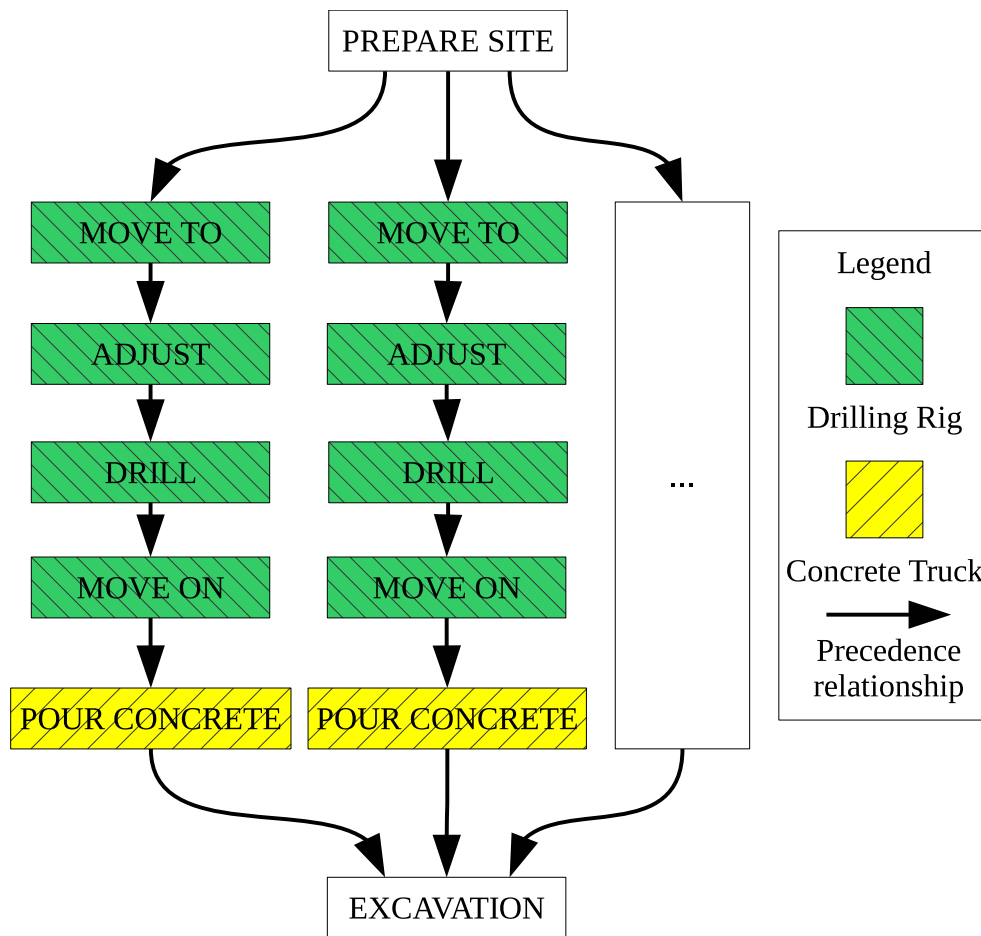 PREPARE SITE
MOVE TO
ADJUST
DRILL
MOVE ON
POUR CONCRETE
MOVE TO
ADJUST
DRILL
MOVE ON
POUR CONCRETE
...
EXCAVATION
Legend
Drilling Rig
Concrete Truck
Precedence
relationship